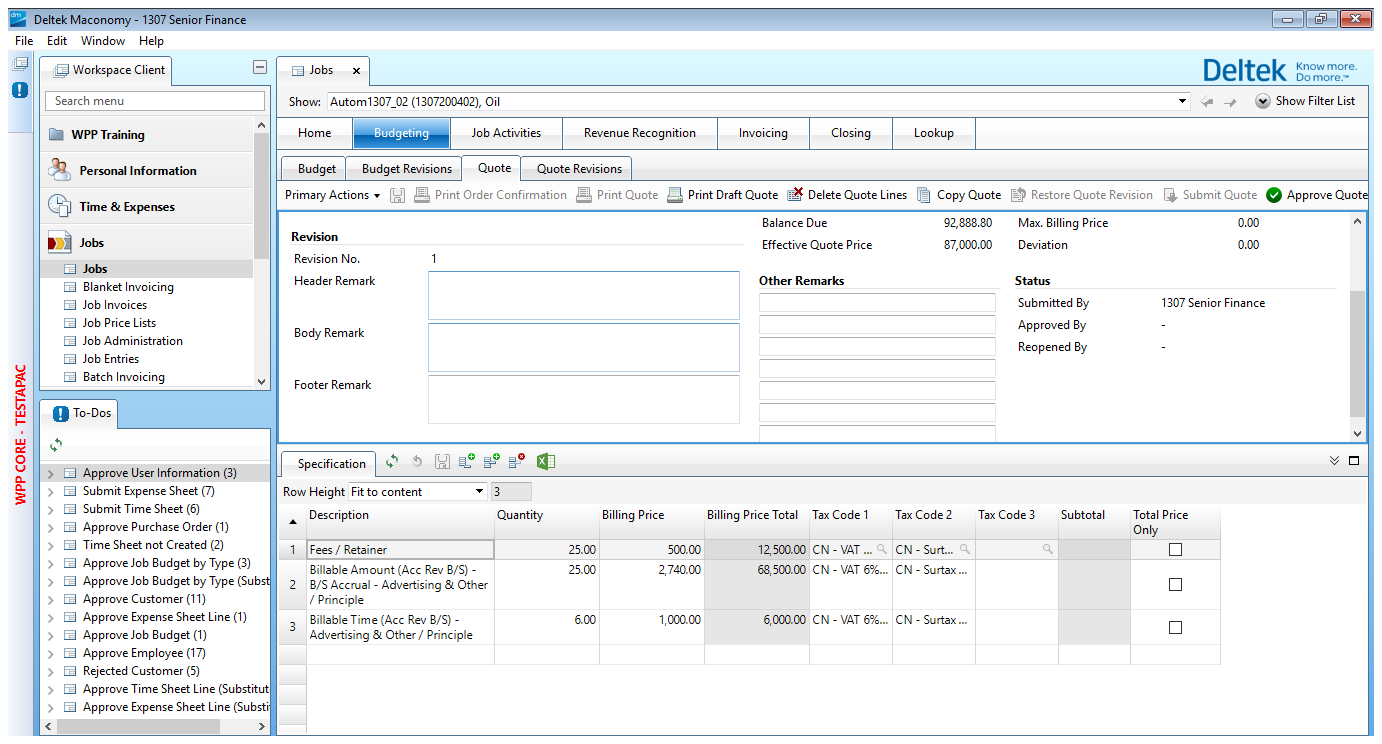 dm
Deltek Maconomy - 1307 Senior Finance
File Edit Window Help
Workspace Client
Search menu
WPP Training
Personal Information
Time & Expenses
Jobs
Jobs
Blanket Invoicing
Job Invoices
Job Price Lists
Job Administration
Job Entries
Batch Invoicing
WPP CORE - TESTAPAC
To-Dos
Approve User Information (3)
Submit Expense Sheet (7)
Submit Time Sheet (6)
Approve Purchase Order (1)
Time Sheet not Created (2)
Approve Job Budget by Type (3)
Approve Job Budget by Type (Subst
Approve Customer (11)
Approve Expense Sheet Line (1)
Approve Job Budget (1)
Approve Employee (17)
Rejected Customer (5)
Approve Time Sheet Line (Substitut
Approve Expense Sheet Line (Substi
Jobs
Deltek Know more. Do more.™
Show: Autom1307_02 (1307200402), Oil Show Filter List
Home Budgeting Job Activities Revenue Recognition Invoicing Closing Lookup
Budget Budget Revisions Quote Quote Revisions
Primary Actions Print Order Confirmation Print Quote Print Draft Quote Delete Quote Lines Copy Quote Restore Quote Revision Submit Quote Approve Quote
Balance Due 92,888.80 Max. Billing Price 0.00
Revision
Effective Quote Price 87,000.00 Deviation 0.00
Revision No. 1
Header Remark Other Remarks Status
Submitted By 1307 Senior Finance
Body Remark Approved By -
Reopened By -
Footer Remark
Specification
Row Height Fit to content 3
Description Quantity Billing Price Billing Price Total Tax Code 1 Tax Code 2 Tax Code 3 Subtotal Total Price Only
1 Fees / Retainer 25.00 500.00 12,500.00 CN - VAT ... CN - Surt...
2 Billable Amount (Acc Rev B/S) - B/S Accrual - Advertising & Other / Principle 25.00 2,740.00 68,500.00 CN - VAT 6%... CN - Surtax ...
3 Billable Time (Acc Rev B/S) - Advertising & Other / Principle 6.00 1,000.00 6,000.00 CN - VAT 6%... CN - Surtax ...